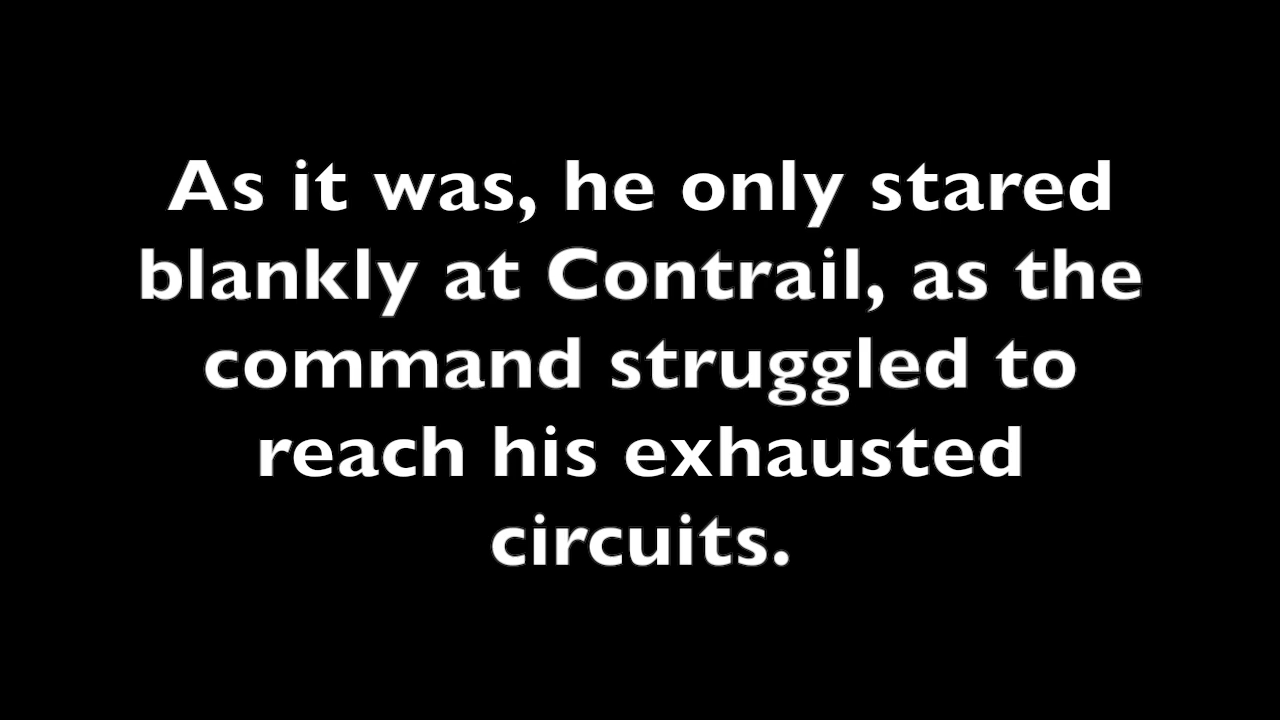 As it was, he only stared
blankly at Contrail, as the
command struggled to
reach his exhausted
circuits.